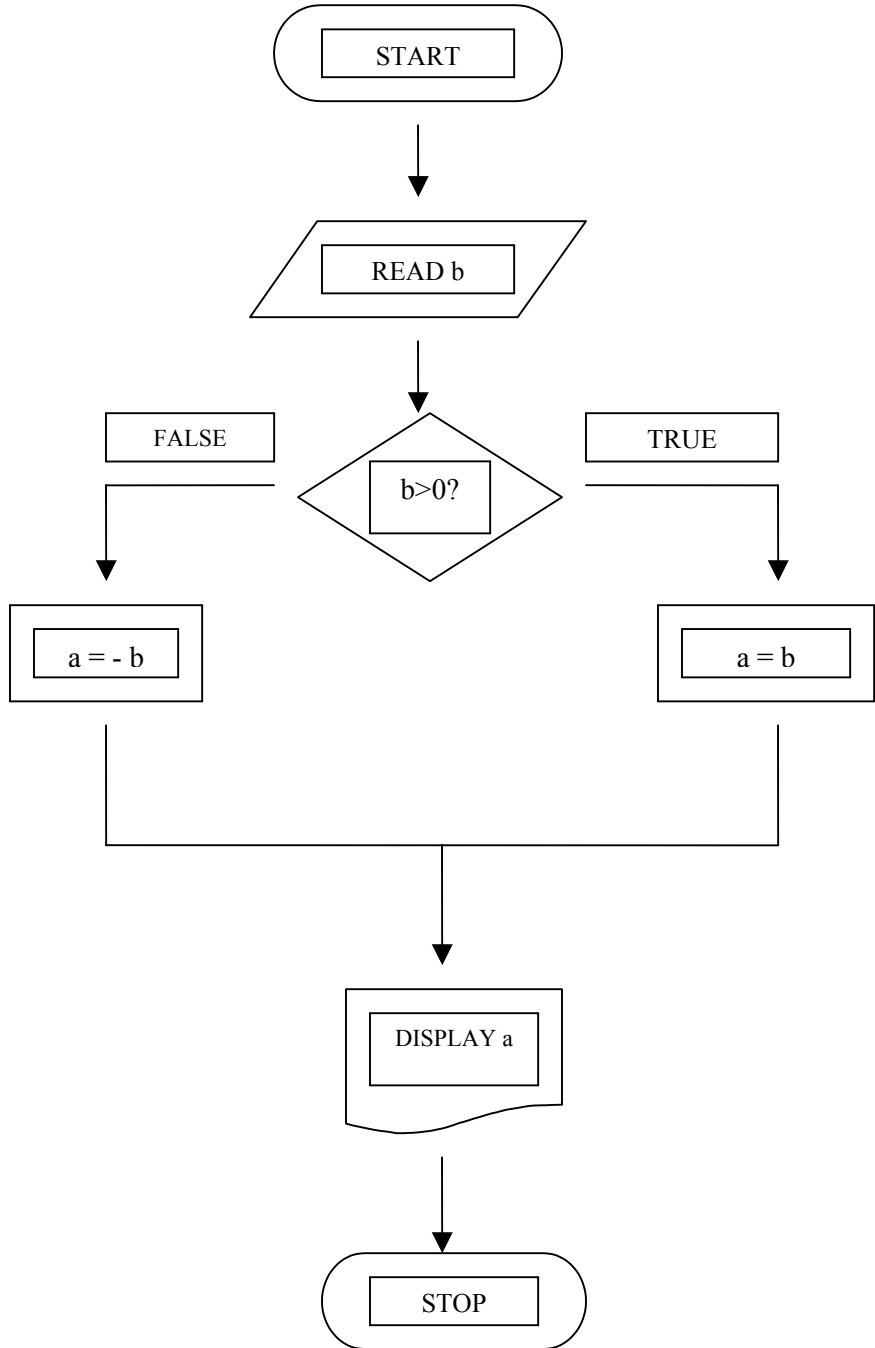 START
READ b
FALSE
b>0?
TRUE
a = - b
a = b
DISPLAY a
STOP